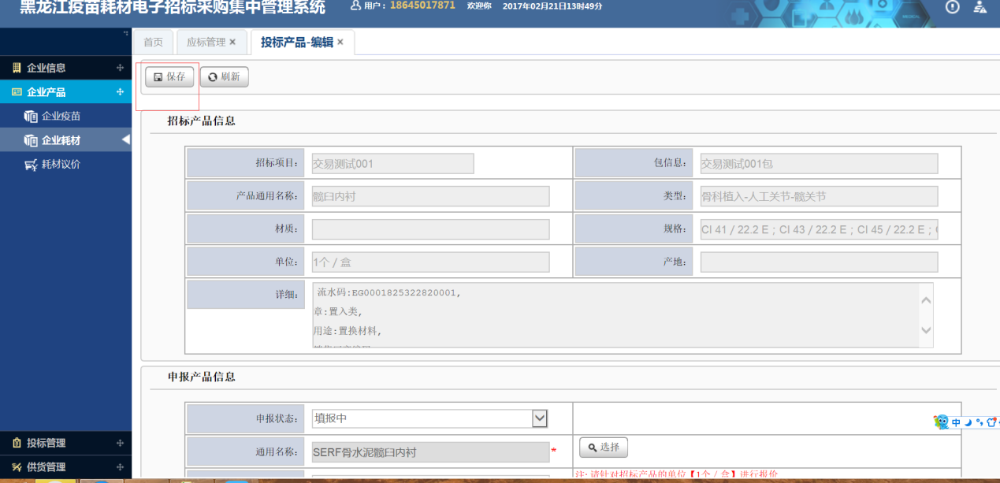 黑龙江疫苗耗材电子招标采购集中管理系统 用户：18645017871 欢迎你 2017年02月21日13时49分
首页 应标管理 × 投标产品-编辑 ×
企业信息
企业产品
企业疫苗
企业耗材
耗材议价
投标管理
供货管理
保存 刷新
招标产品信息
招标项目： 交易测试001 包信息： 交易测试001包
产品通用名称： 髋臼内衬 类型： 骨科植入-人工关节-髋关节
材质： 规格： CI 41 / 22.2 E；CI 43 / 22.2 E；CI 45 / 22.2 E；
单位： 1个 / 盒 产地：
详细： 流水码:EG0001825322820001,
章:置入类,
用途:置换材料,
申报产品信息
申报状态： 填报中
通用名称： SERF骨水泥髋臼内衬 * 选择
注:请针对招标产品的单位【1个 / 盒】进行报价
中